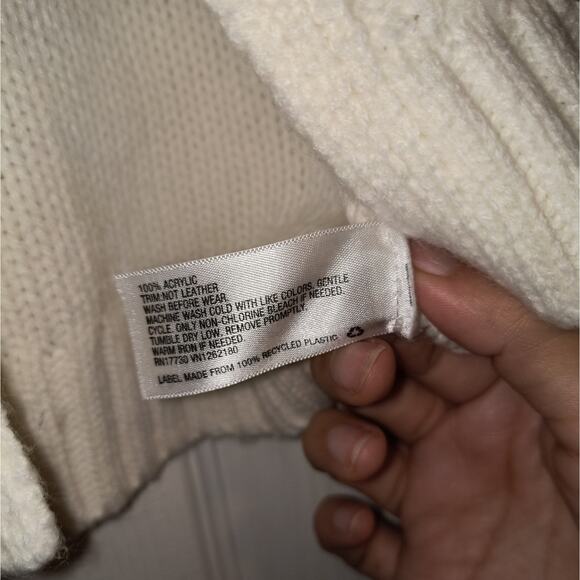 100% ACRYLIC
TRIM:NOT LEATHER
WASH BEFORE WEAR.
MACHINE WASH COLD WITH LIKE COLORS, GENTLE
CYCLE. ONLY NON-CHLORINE BLEACH IF NEEDED.
TUMBLE DRY LOW. REMOVE PROMPTLY.
WARM IRON IF NEEDED.
RN17730 VN1262180
LABEL MADE FROM 100% RECYCLED PLASTIC